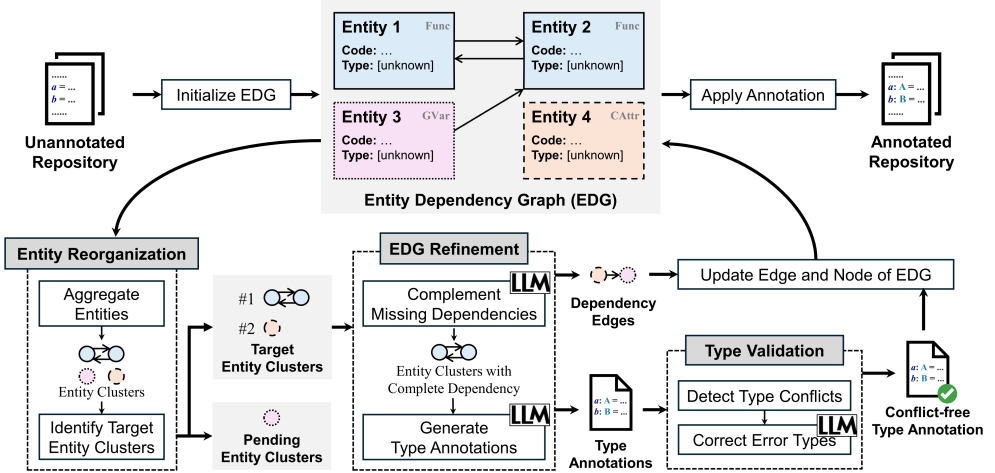 Entity 1 Func
Code: ...
Type: [unknown]
Entity 2 Func
Code: ...
Type: [unknown]
Entity 3 GVar
Code: ...
Type: [unknown]
Entity 4 CAttr
Code: ...
Type: [unknown]
Entity Dependency Graph (EDG)
......
a = ...
b = ...
......
Unannotated
Repository
Initialize EDG
Apply Annotation
......
a: A = ...
b: B = ...
......
Annotated
Repository
Entity Reorganization
Aggregate
Entities
Entity Clusters
Identify Target
Entity Clusters
#1
#2
Target
Entity Clusters
Pending
Entity Clusters
EDG Refinement
LLM
Complement
Missing Dependencies
Entity Clusters with
Complete Dependency
LLM
Generate
Type Annotations
Dependency
Edges
Update Edge and Node of EDG
a: A = ...
b: B = ...
Type
Annotations
Type Validation
Detect Type Conflicts
LLM
Correct Error Types
a: A = ...
b: B = ...
Conflict-free
Type Annotation